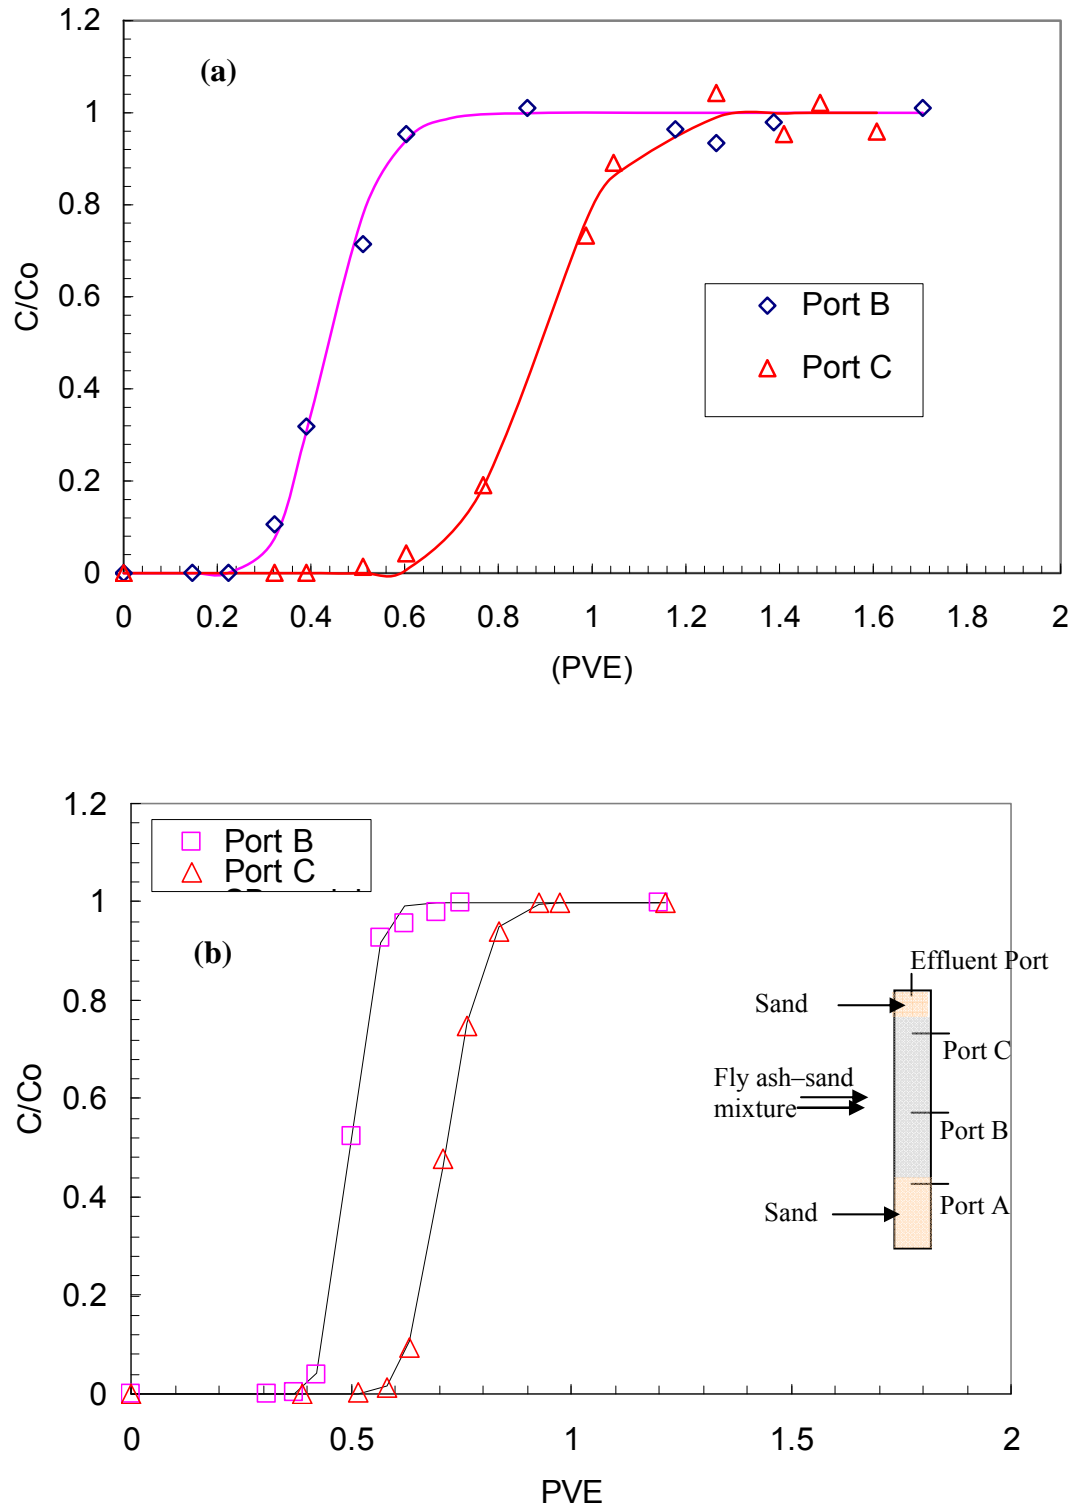 1.2
(a)
1
0.8
0.6
0.4
0.2
0
C/Co
Port B
Port C
0 0.2 0.4 0.6 0.8 1 1.2 1.4 1.6 1.8 2
(PVE)
1.2
Port B
Port C
1
(b)
0.8
0.6
0.4
0.2
0
C/Co
Effluent Port
Sand
Port C
Fly ash–sand
mixture
Port B
Port A
Sand
0 0.5 1 1.5 2
PVE